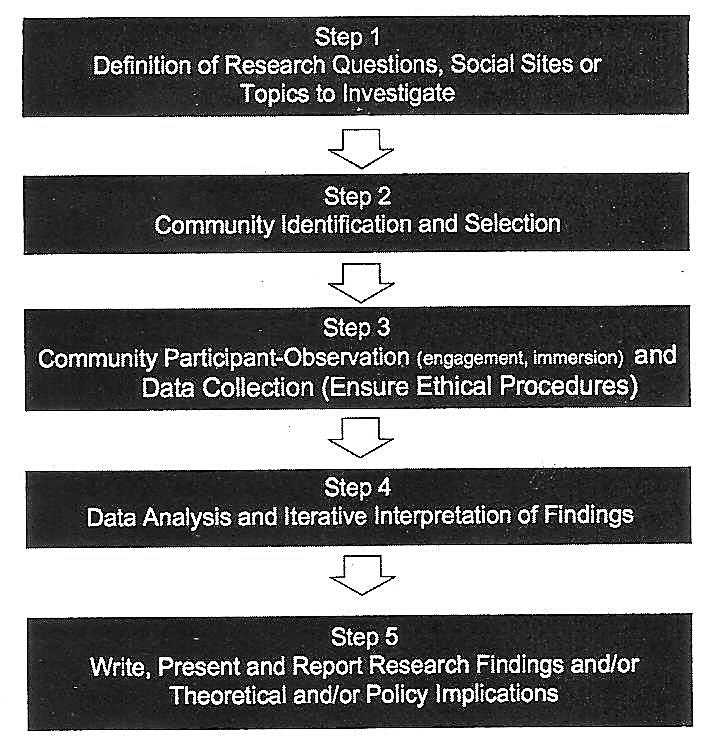 Step 1
Definition of Research Questions, Social Sites or
Topics to Investigate
Step 2
Community Identification and Selection
Step 3
Community Participant-Observation (engagement, immersion) and
Data Collection (Ensure Ethical Procedures)
Step 4
Data Analysis and Iterative Interpretation of Findings
Step 5
Write, Present and Report Research Findings and/or
Theoretical and/or Policy Implications